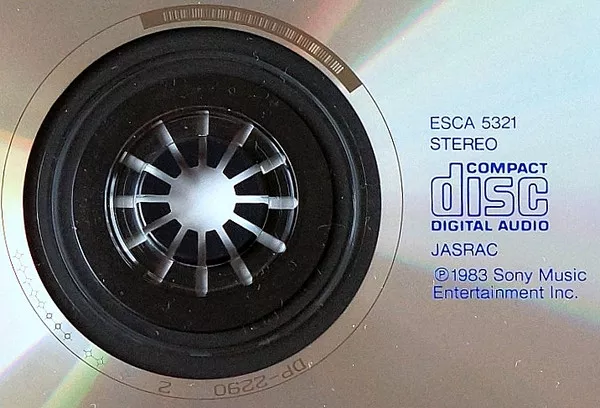 ESCA 5321
STEREO
COMPACT
disc
DIGITAL AUDIO
JASRAC
℗1983 Sony Music
Entertainment Inc.
DP-2290 2